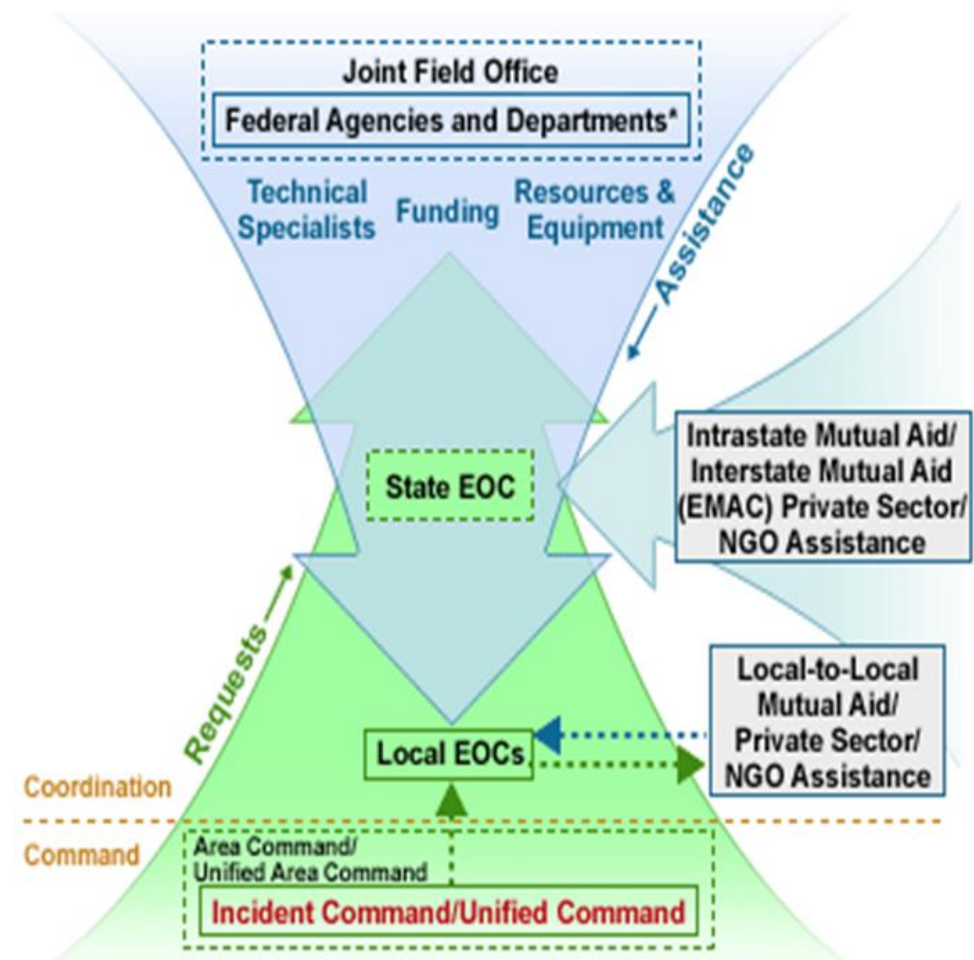 Joint Field Office
Federal Agencies and Departments*
Technical
Specialists
Funding
Resources &
Equipment
Assistance
Intrastate Mutual Aid/
Interstate Mutual Aid
(EMAC) Private Sector/
NGO Assistance
State EOC
Requests
Local-to-Local
Mutual Aid/
Private Sector/
NGO Assistance
Local EOCs
Coordination
Command
Area Command/
Unified Area Command
Incident Command/Unified Command